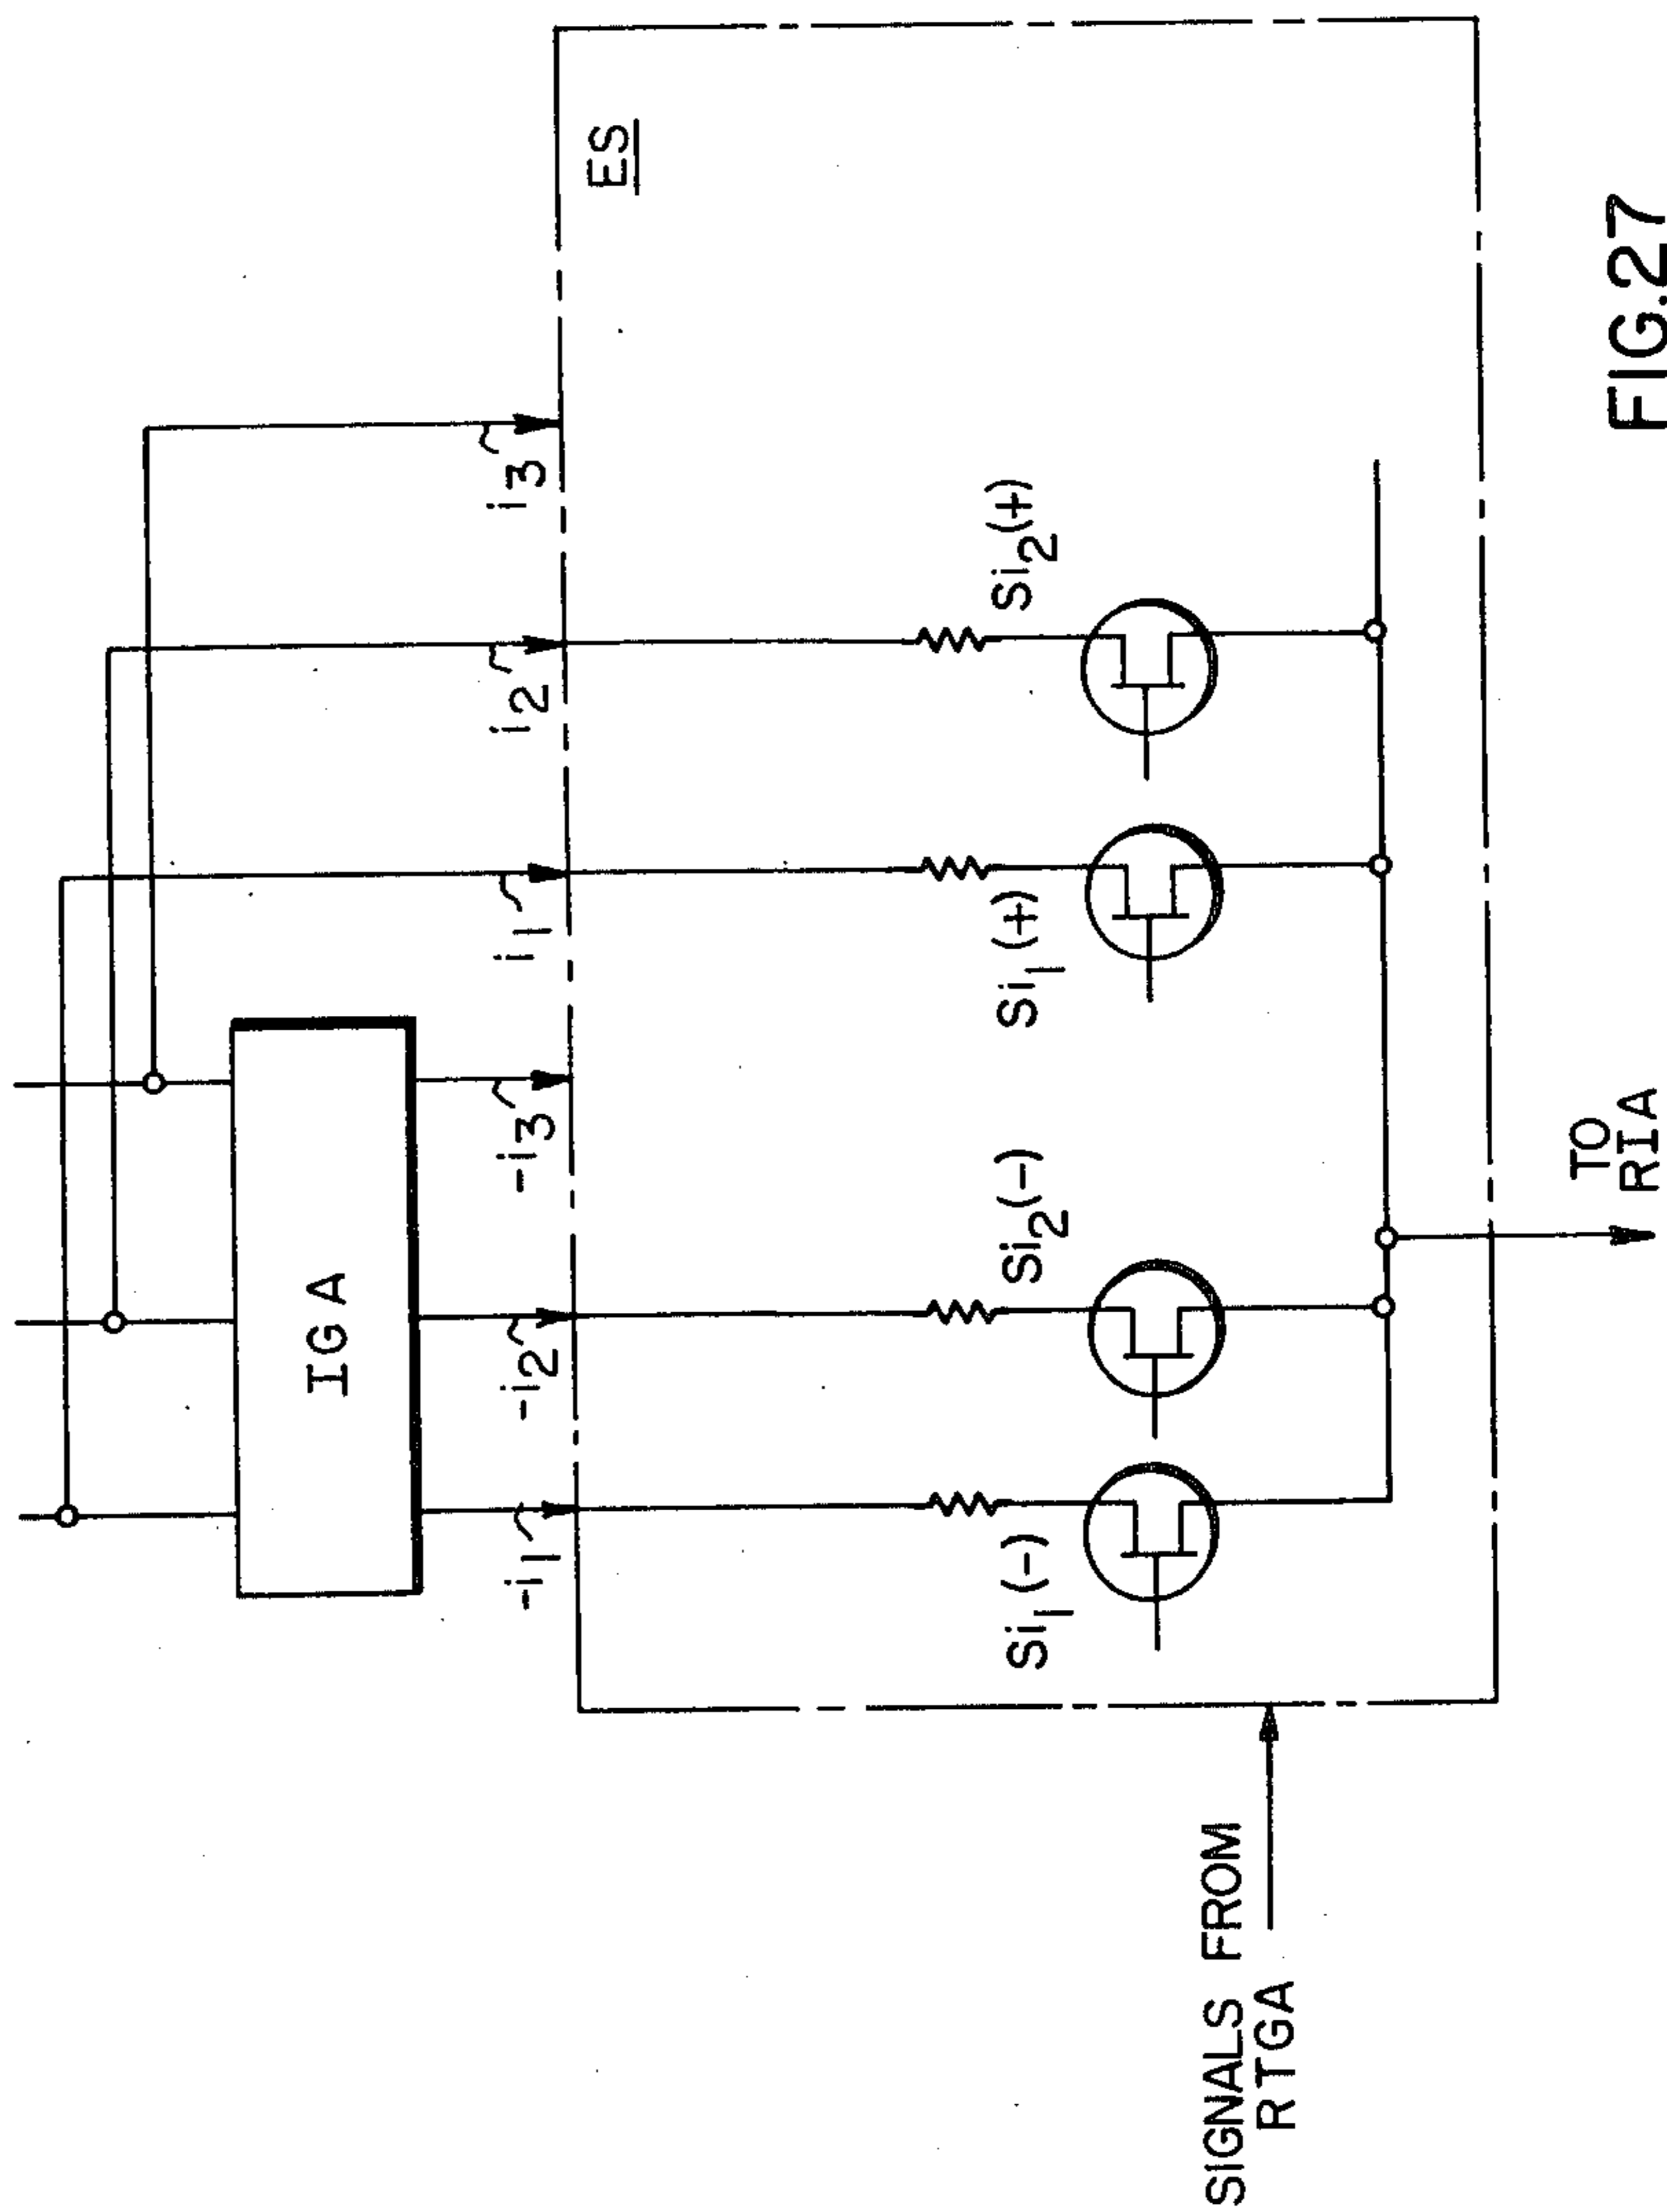 IGA
-i1
-i2
-i3
i1
i2
i3
ES
Si1(-)
Si2(-)
Si1(+)
Si2(+)
SIGNALS FROM
RTGA
TO
RIA
FIG.27